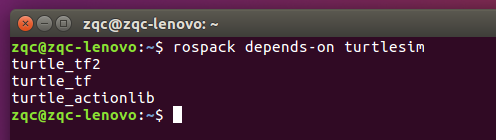 zqc@zqc-lenovo: ~
zqc@zqc-lenovo:~$ rospack depends-on turtlesim
turtle_tf2
turtle_tf
turtle_actionlib
zqc@zqc-lenovo:~$